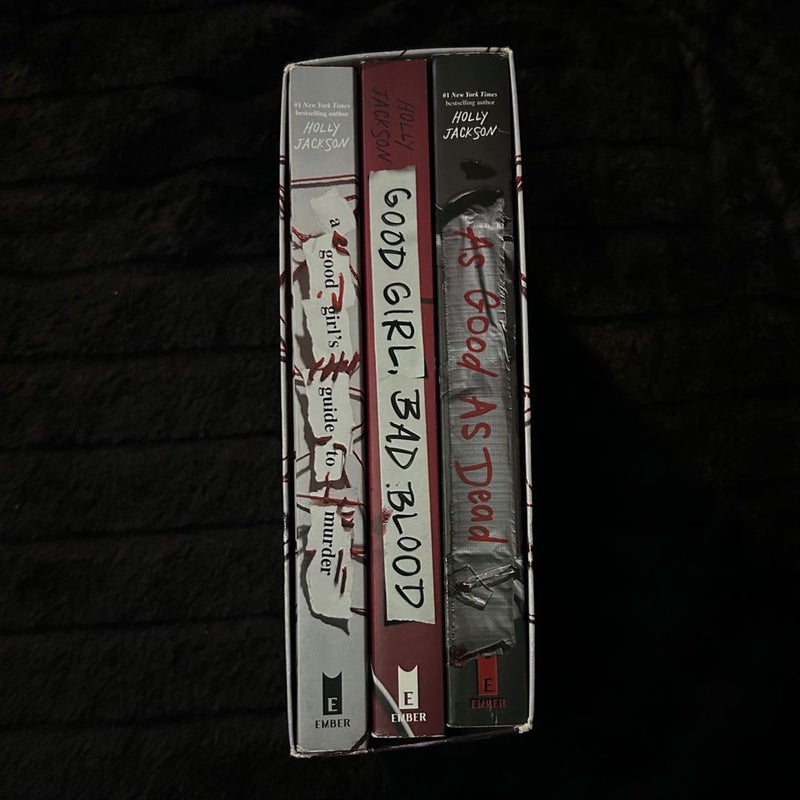 #1 New York Times
bestselling author
HOLLY
JACKSON
a good girl's guide to murder
E
EMBER
HOLLY
JACKSON
GOOD GIRL, BAD BLOOD
E
EMBER
#1 New York Times
bestselling author
HOLLY
JACKSON
As Good As Dead
E
EMBER